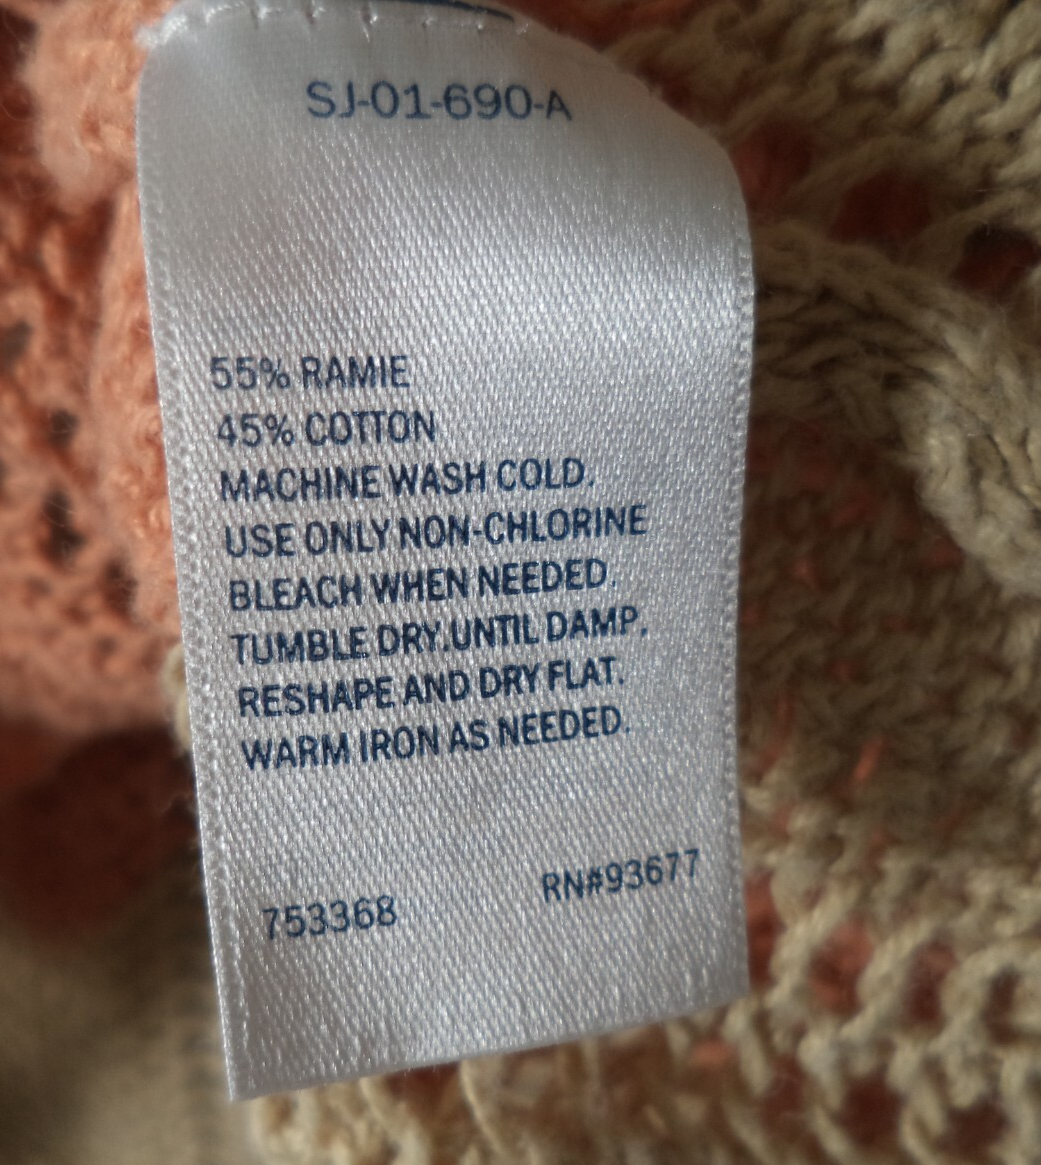 SJ-01-690-A
55% RAMIE
45% COTTON
MACHINE WASH COLD.
USE ONLY NON-CHLORINE
BLEACH WHEN NEEDED.
TUMBLE DRY.UNTIL DAMP.
RESHAPE AND DRY FLAT.
WARM IRON AS NEEDED.
753368 RN#93677